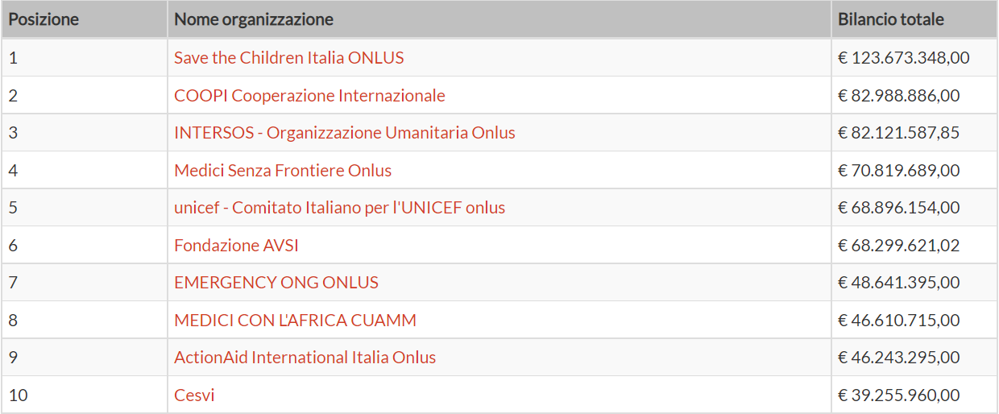 Posizione Nome organizzazione Bilancio totale
1 Save the Children Italia ONLUS € 123.673.348,00
2 COOPI Cooperazione Internazionale € 82.988.886,00
3 INTERSOS - Organizzazione Umanitaria Onlus € 82.121.587,85
4 Medici Senza Frontiere Onlus € 70.819.689,00
5 unicef - Comitato Italiano per l'UNICEF onlus € 68.896.154,00
6 Fondazione AVSI € 68.299.621,02
7 EMERGENCY ONG ONLUS € 48.641.395,00
8 MEDICI CON L'AFRICA CUAMM € 46.610.715,00
9 ActionAid International Italia Onlus € 46.243.295,00
10 Cesvi € 39.255.960,00